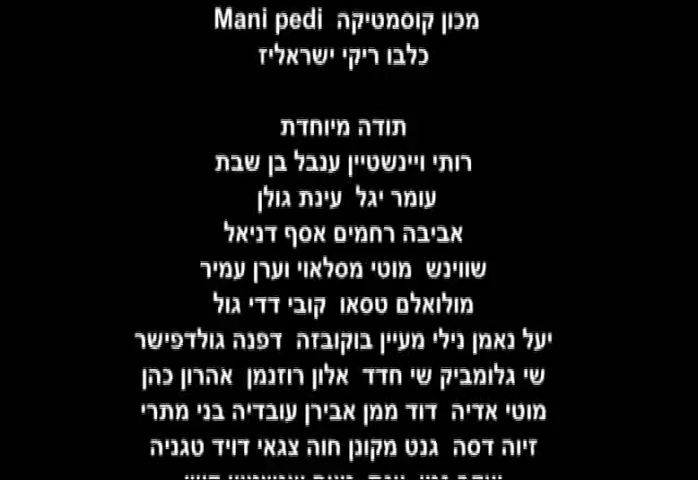 מכון קוסמטיקה Mani pedi
כלבו ריקי ישראליז

תודה מיוחדת
רותי ויינשטיין ענבל בן שבת
עומר יגל עינת גולן
אביבה רחמים אסף דניאל
שווינש מוטי מסלאוי וערן עמיר
מולואלם טסאו קובי דדי גול
יעל נאמן נילי מעיין בוקובזה דפנה גולדפישר
שי גלומביק שי חדד אלון רוזנמן אהרון כהן
מוטי אדיה דוד ממן אבירן עובדיה בני מתרי
זיוה דסה גנט מקונן חוה צגאי דויד טגניה